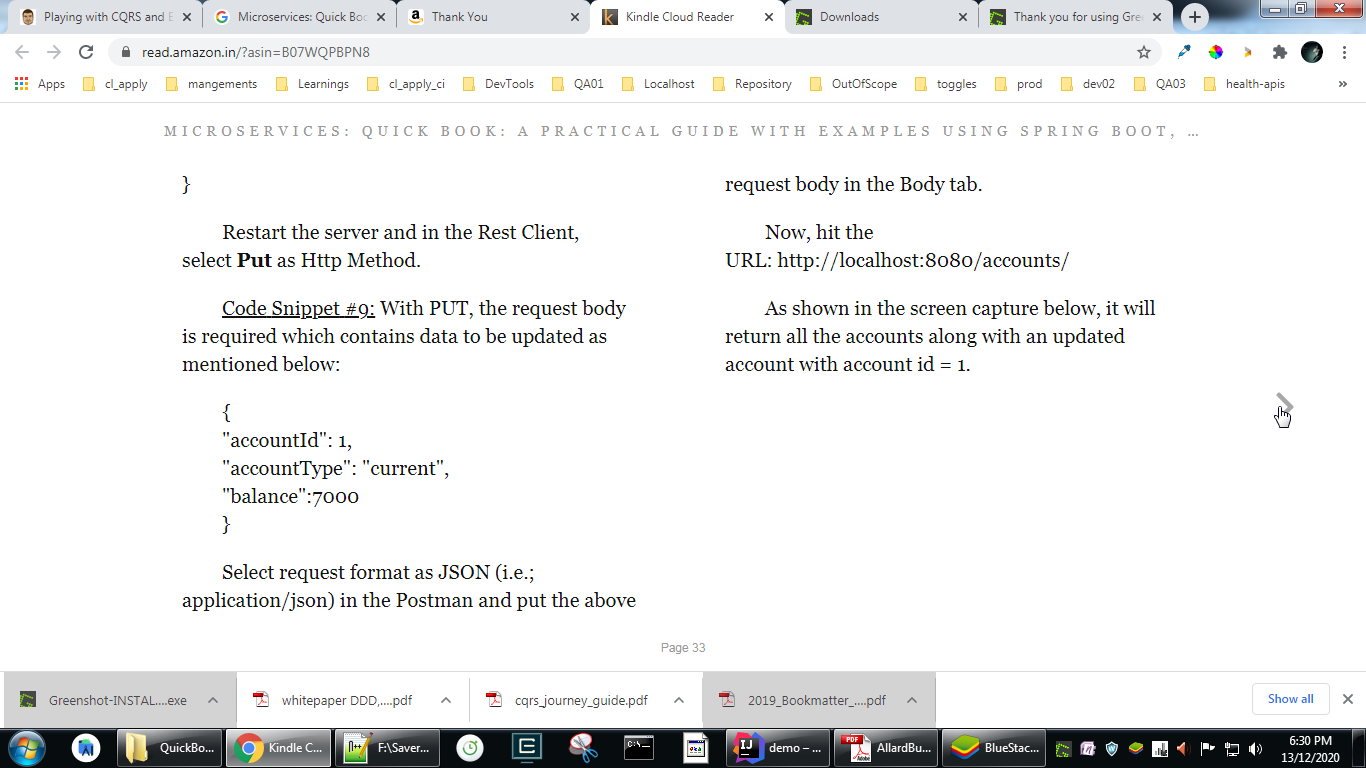 Playing with CQRS and E
Microservices: Quick Boo
Thank You
Kindle Cloud Reader
Downloads
Thank you for using Gre
read.amazon.in/?asin=B07WQPBPN8
Apps
cl_apply
mangements
Learnings
cl_apply_ci
DevTools
QA01
Localhost
Repository
OutOfScope
toggles
prod
dev02
QA03
health-apis
»
MICROSERVICES: QUICK BOOK: A PRACTICAL GUIDE WITH EXAMPLES USING SPRING BOOT, …
}
Restart the server and in the Rest Client,
select Put as Http Method.
Code Snippet #9: With PUT, the request body
is required which contains data to be updated as
mentioned below:
{
"accountId": 1,
"accountType": "current",
"balance":7000
}
Select request format as JSON (i.e.;
application/json) in the Postman and put the above
request body in the Body tab.
Now, hit the
URL: http://localhost:8080/accounts/
As shown in the screen capture below, it will
return all the accounts along with an updated
account with account id = 1.
Page 33
Greenshot-INSTAL....exe
whitepaper DDD,....pdf
cqrs_journey_guide.pdf
2019_Bookmatter_....pdf
Show all
QuickBo...
Kindle C...
F:\Saver...
demo – ...
AllardBu...
BlueStac...
6:30 PM
13/12/2020